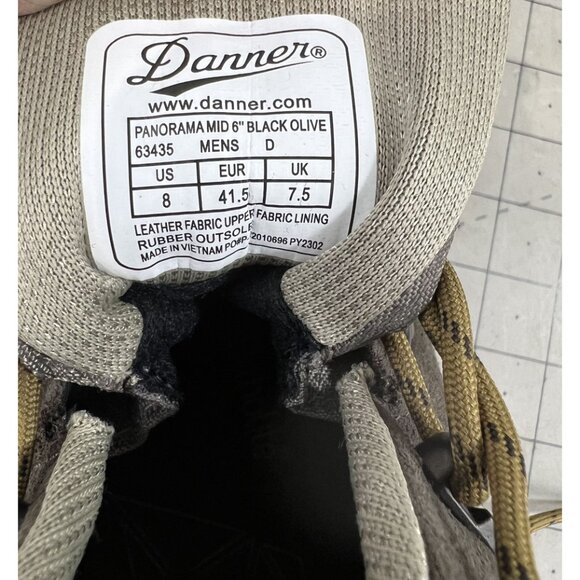 Danner®
www.danner.com
PANORAMA MID 6" BLACK OLIVE
63435 MENS D
US EUR UK
8 41.5 7.5
LEATHER FABRIC UPPER FABRIC LINING
RUBBER OUTSOLE
MADE IN VIETNAM 2010696 PY2302